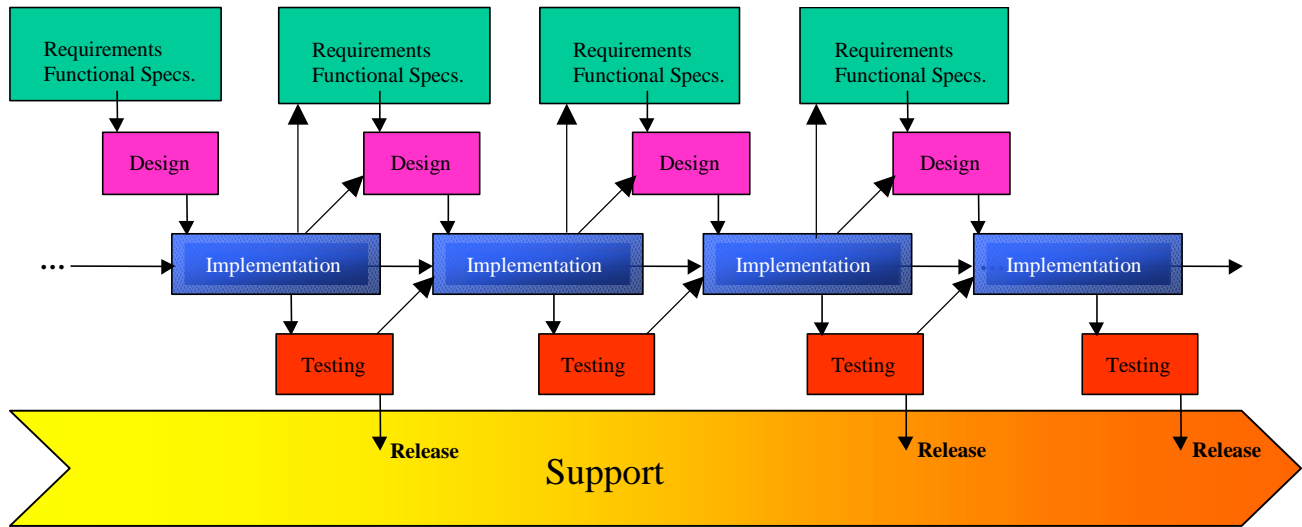 Requirements
Functional Specs.
Requirements
Functional Specs.
Requirements
Functional Specs.
Requirements
Functional Specs.
Design
Design
Design
Design
...
Implementation
Implementation
Implementation
...
Implementation
Testing
Testing
Testing
Testing
Release
Release
Release
Support